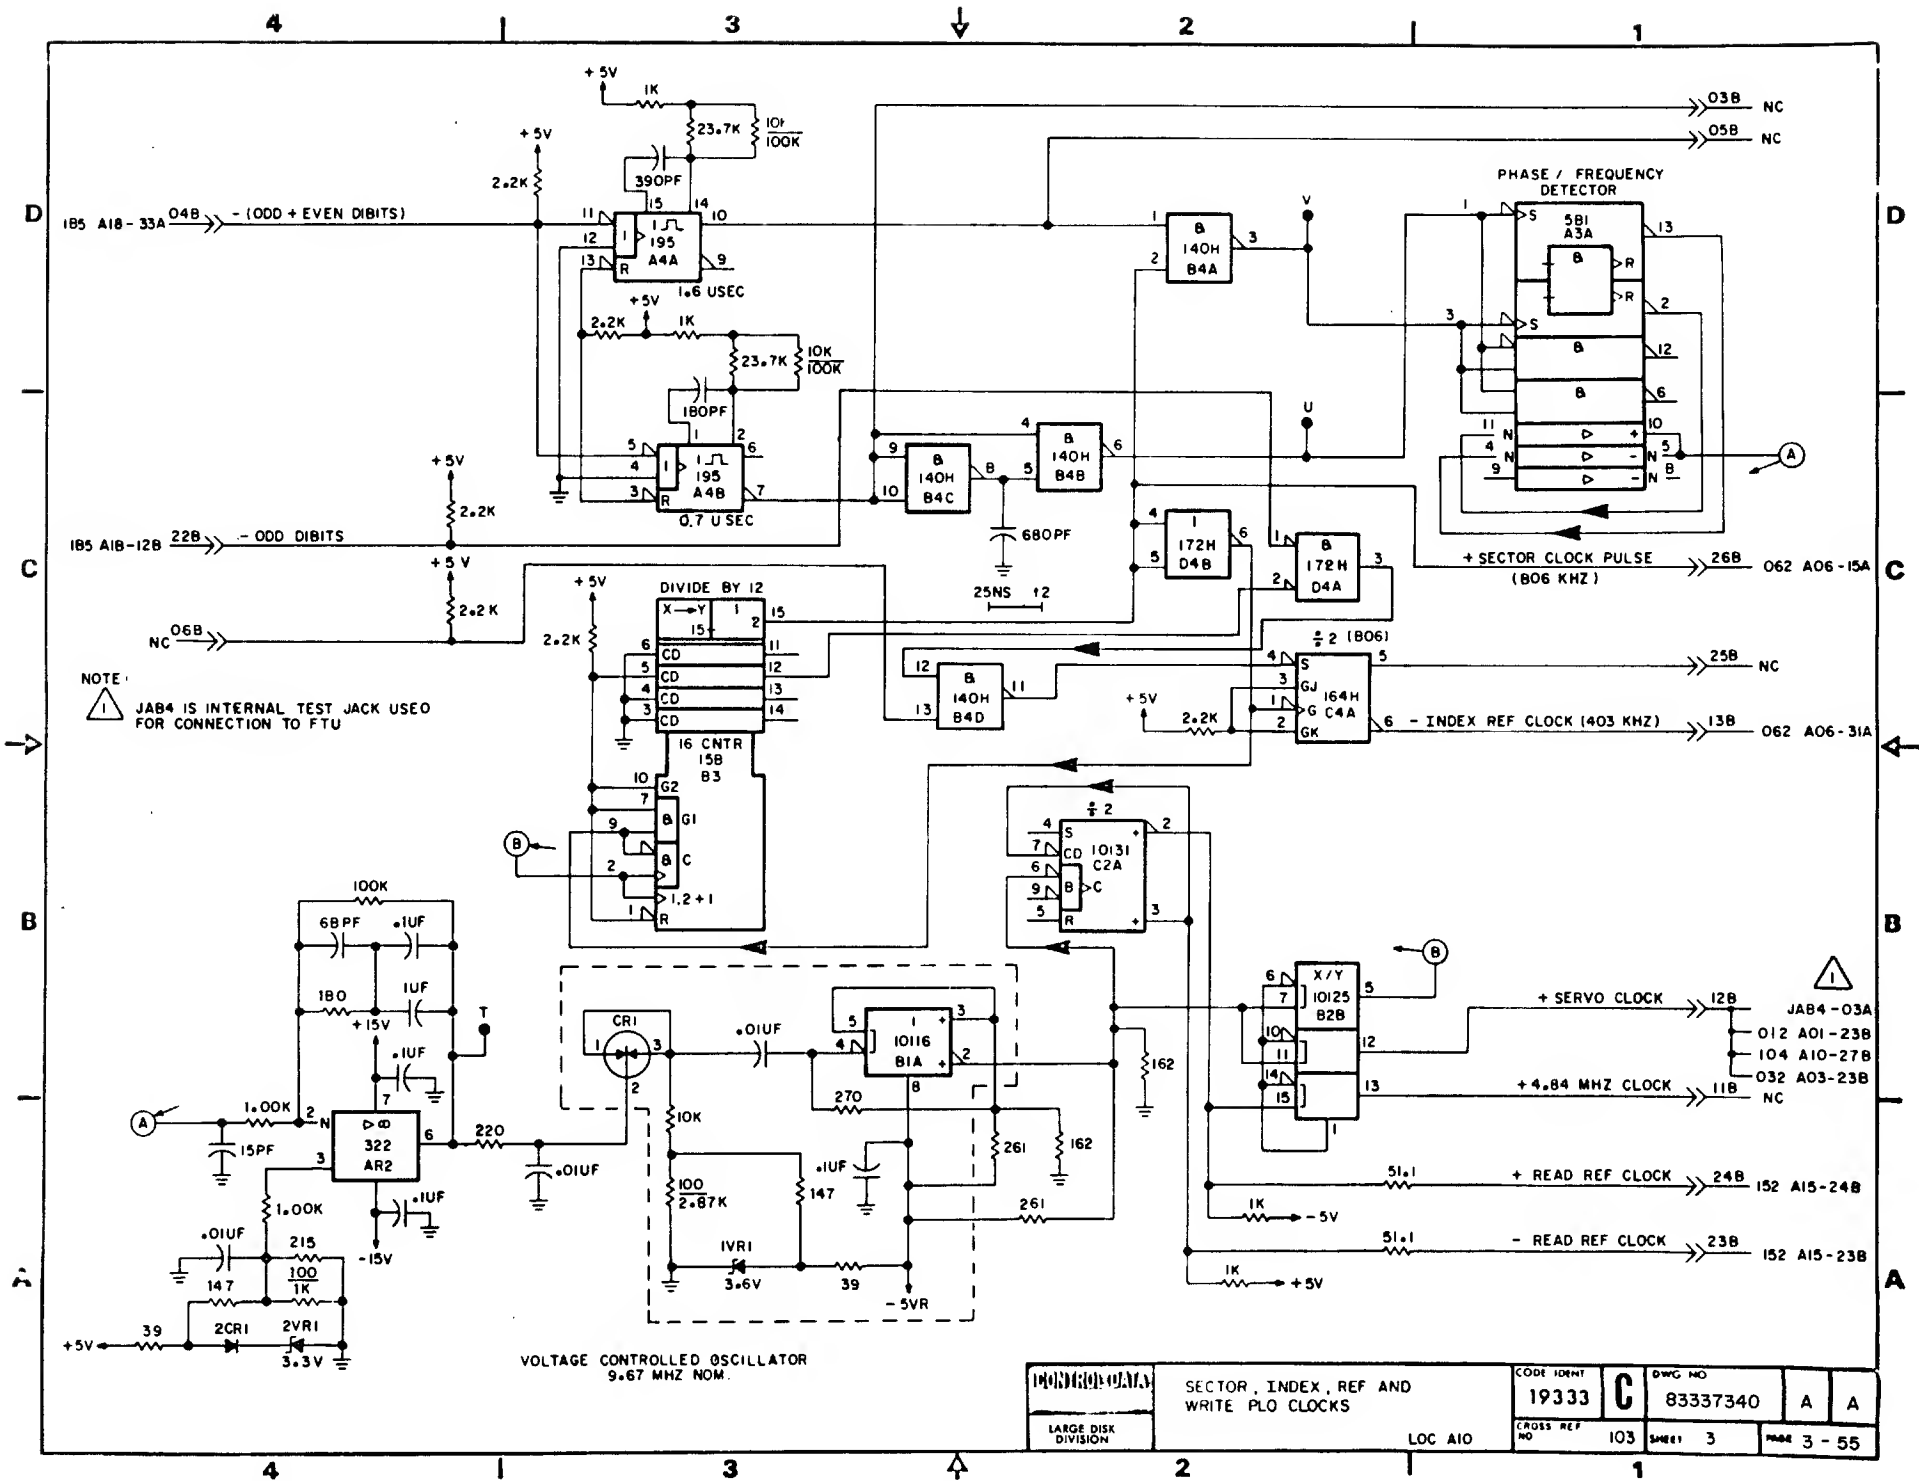 4 3 2 1
D
C
B
A
+5V
1K
23.7K
100K
390PF
+5V
2.2K
1B5 A18-33A 04B - (ODD + EVEN DIBITS)
15 14
11 10
12
13 9
1
195
A4A
R
1.6 USEC
+5V
2.2K 1K
23.7K
10K
100K
180PF
1 2
5 6
4
3 7
1
195
A4B
R
0.7 USEC
+5V
2.2K
1B5 A18-12B 22B - ODD DIBITS
+5V
2.2K
NC 06B
NOTE:
1 JAB4 IS INTERNAL TEST JACK USED
FOR CONNECTION TO FTU
03B NC
05B NC
PHASE / FREQUENCY
DETECTOR
1 S 5B1 13
A3A
& R
R 2
3 S
& 12
& 6
11 N + 10
4 N - N 5
9 - N 8
A
V
1 & 3
140H
2 B4A
U
4 & 6
140H
5 B4B
9 & 8
140H
10 B4C
680PF
25NS 12
4 1 6
172H
5 D4B
1 & 3
172H
2 D4A
+ SECTOR CLOCK PULSE 26B 062 A06-15A
(806 KHZ)
+5V
2.2K
DIVIDE BY 12
X→Y 1
15 2 15
6 CD 11
5 CD 12
4 CD 13
3 CD 14
16 CNTR
15B
B3
10 G2
7
& G1
9
& C
2
1,2+1
1 R
B
12 & 11
140H
13 B4D
÷2 (806)
4 S 5 25B NC
3 GJ
1 G 164H
2 GK C4A
6 - INDEX REF CLOCK (403 KHZ) 13B 062 A06-31A
+5V
2.2K
÷2
4 S + 2
7 CD 10131
6 C2A
B C
9
5 R + 3
100K
68PF .1UF
180 1UF
+15V
.1UF
T
A
1.00K
15PF
2 N 7
8
322
AR2
6
3
220
.01UF
1.00K
.1UF
-15V
.01UF
215
147
100
1K
39
+5V
2CR1 2VR1
3.3V
CR1
1 3
2
.01UF
5 1 + 3
10116
4 B1A + 2
8
270
10K
100
2.87K
147
.1UF
261
162
162
261
1VR1
3.6V
39
-5VR
VOLTAGE CONTROLLED OSCILLATOR
9.67 MHZ NOM.
B
6 X/Y 5
7 10125
B2B
10 12
11
14 13
15
1
1
+ SERVO CLOCK 12B JAB4-03A
012 A01-23B
104 A10-27B
032 A03-23B
+4.84 MHZ CLOCK 11B NC
51.1 + READ REF CLOCK 24B 152 A15-24B
1K -5V
51.1 - READ REF CLOCK 23B 152 A15-23B
1K +5V
CONTROL DATA
LARGE DISK
DIVISION
SECTOR, INDEX, REF AND
WRITE PLO CLOCKS
LOC A10
CODE IDENT
19333
C
DWG NO
83337340
A A
CROSS REF
NO 103
SHEET 3
PAGE 3-55
4 3 2 1